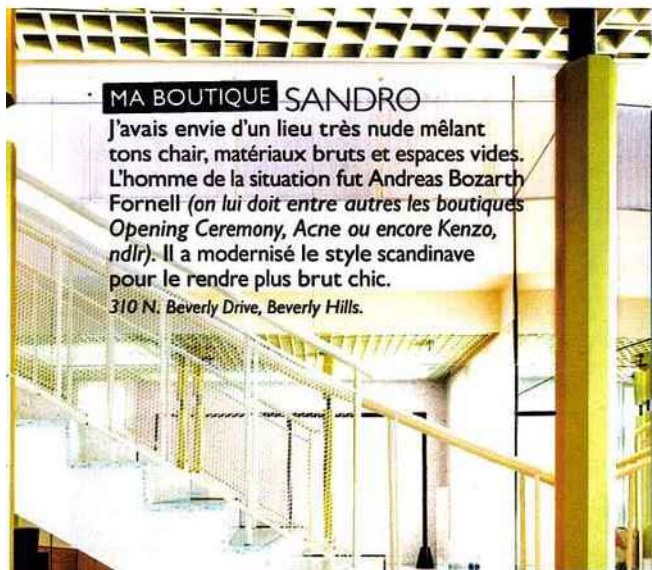 MA BOUTIQUE SANDRO
J'avais envie d'un lieu très nude mêlant
tons chair, matériaux bruts et espaces vides.
L'homme de la situation fut Andreas Bozarth
Fornell (on lui doit entre autres les boutiques
Opening Ceremony, Acne ou encore Kenzo,
ndlr). Il a modernisé le style scandinave
pour le rendre plus brut chic.
310 N. Beverly Drive, Beverly Hills.